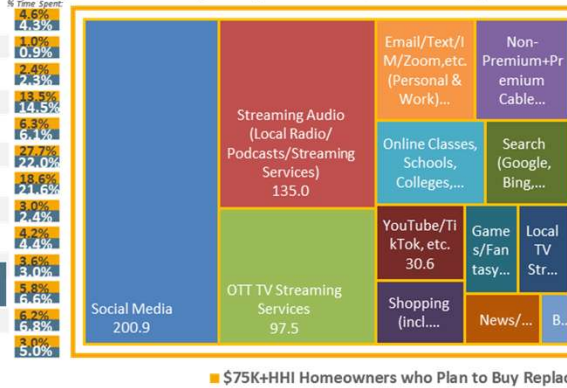 % Time Spent:
4.6%
4.3%
1.0%
0.9%
2.4%
2.3%
13.5%
14.5%
6.3%
6.1%
27.7%
22.0%
18.6%
21.6%
3.0%
2.4%
4.2%
4.4%
3.6%
3.0%
5.8%
6.6%
6.2%
6.8%
3.0%
5.0%
Social Media
200.9
Streaming Audio
(Local Radio/
Podcasts/Streaming
Services)
135.0
OTT TV Streaming
Services
97.5
Email/Text/I
M/Zoom,etc.
(Personal &
Work)...
Non-
Premium+Pr
emium
Cable...
Online Classes,
Schools,
Colleges,...
Search
(Google,
Bing,...
YouTube/Ti
kTok, etc.
30.6
Game
s/Fan
tasy...
Local
TV
Str...
Shopping
(incl....
News/...
B...
$75K+HHI Homeowners who Plan to Buy Replac